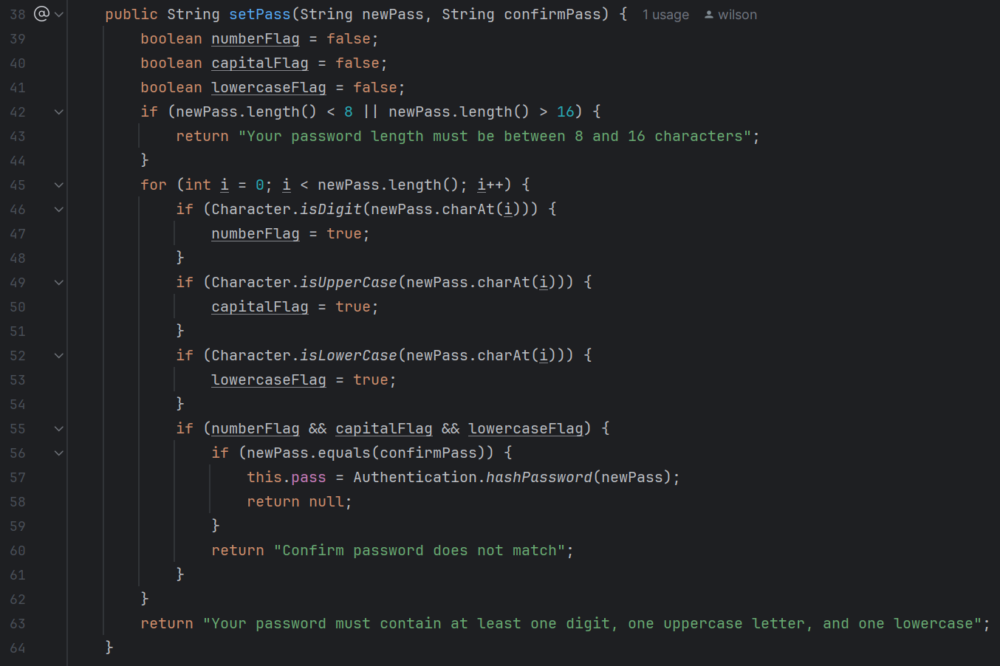 38 @ public String setPass(String newPass, String confirmPass) { 1 usage wilson
39 boolean numberFlag = false;
40 boolean capitalFlag = false;
41 boolean lowercaseFlag = false;
42 if (newPass.length() < 8 || newPass.length() > 16) {
43 return "Your password length must be between 8 and 16 characters";
44 }
45 for (int i = 0; i < newPass.length(); i++) {
46 if (Character.isDigit(newPass.charAt(i))) {
47 numberFlag = true;
48 }
49 if (Character.isUpperCase(newPass.charAt(i))) {
50 capitalFlag = true;
51 }
52 if (Character.isLowerCase(newPass.charAt(i))) {
53 lowercaseFlag = true;
54 }
55 if (numberFlag && capitalFlag && lowercaseFlag) {
56 if (newPass.equals(confirmPass)) {
57 this.pass = Authentication.hashPassword(newPass);
58 return null;
59 }
60 return "Confirm password does not match";
61 }
62 }
63 return "Your password must contain at least one digit, one uppercase letter, and one lowercase";
64 }